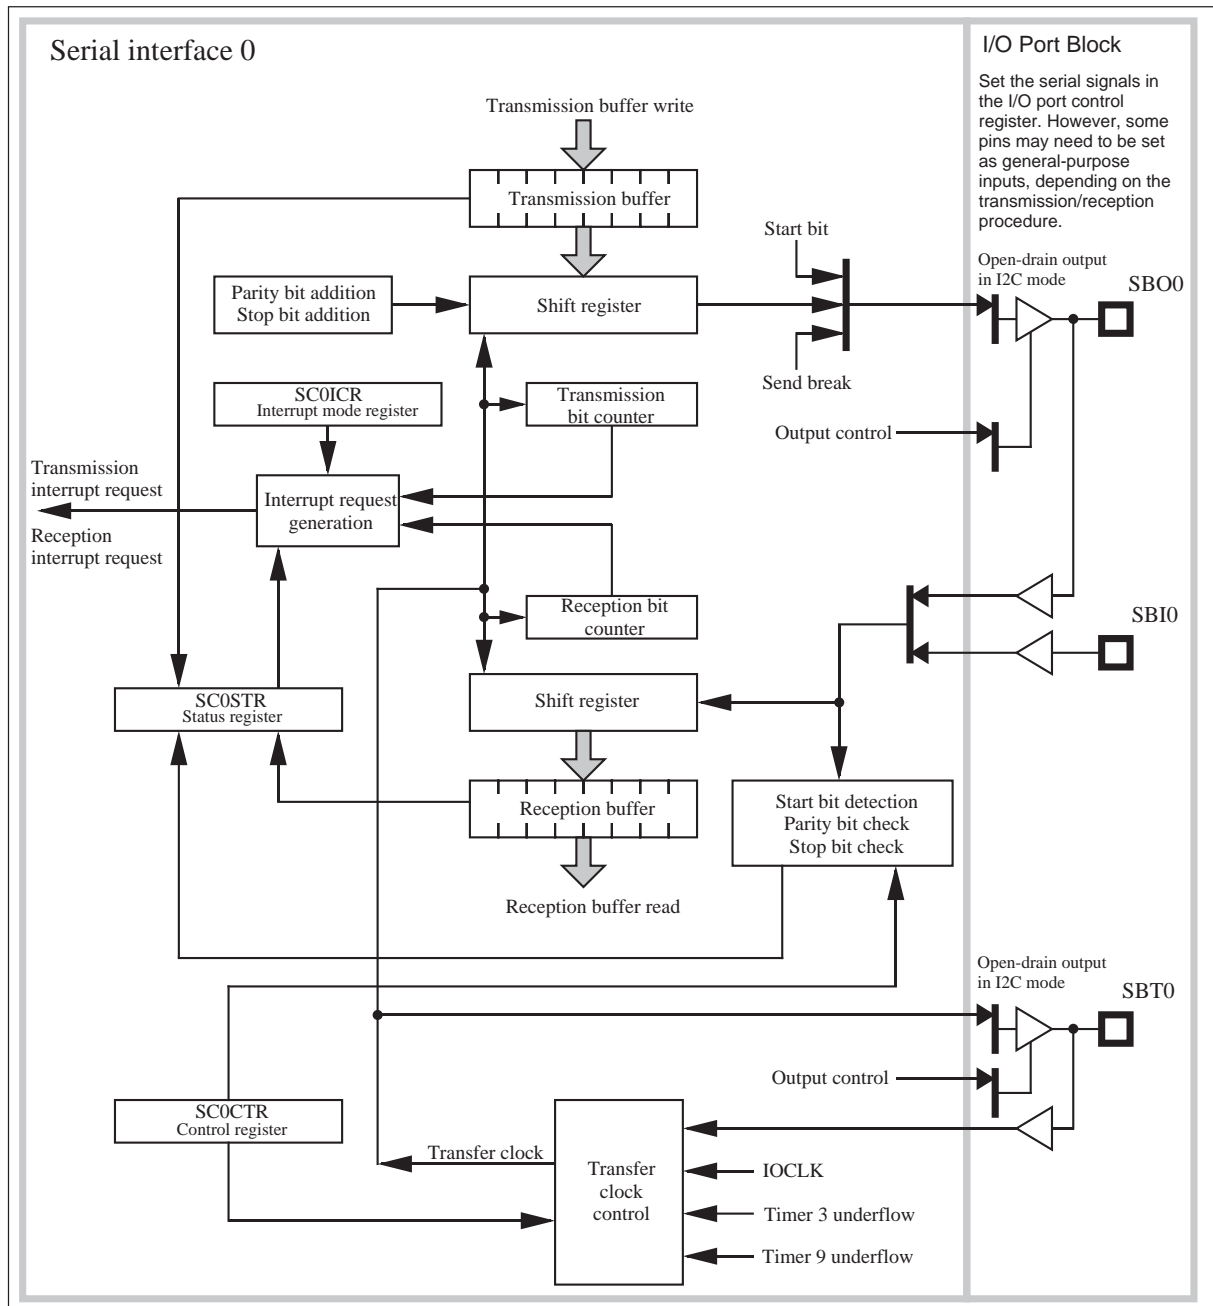 Serial interface 0
I/O Port Block
Set the serial signals in
the I/O port control
register. However, some
pins may need to be set
as general-purpose
inputs, depending on the
transmission/reception
procedure.
Transmission buffer write
Transmission buffer
Start bit
Open-drain output
in I2C mode
SBO0
Parity bit addition
Stop bit addition
Shift register
Send break
SC0ICR
Interrupt mode register
Transmission
bit counter
Output control
Transmission
interrupt request
Interrupt request
generation
Reception
interrupt request
Reception bit
counter
SBI0
SC0STR
Status register
Shift register
Reception buffer
Start bit detection
Parity bit check
Stop bit check
Reception buffer read
Open-drain output
in I2C mode
SBT0
Output control
SC0CTR
Control register
Transfer clock
Transfer
clock
control
IOCLK
Timer 3 underflow
Timer 9 underflow